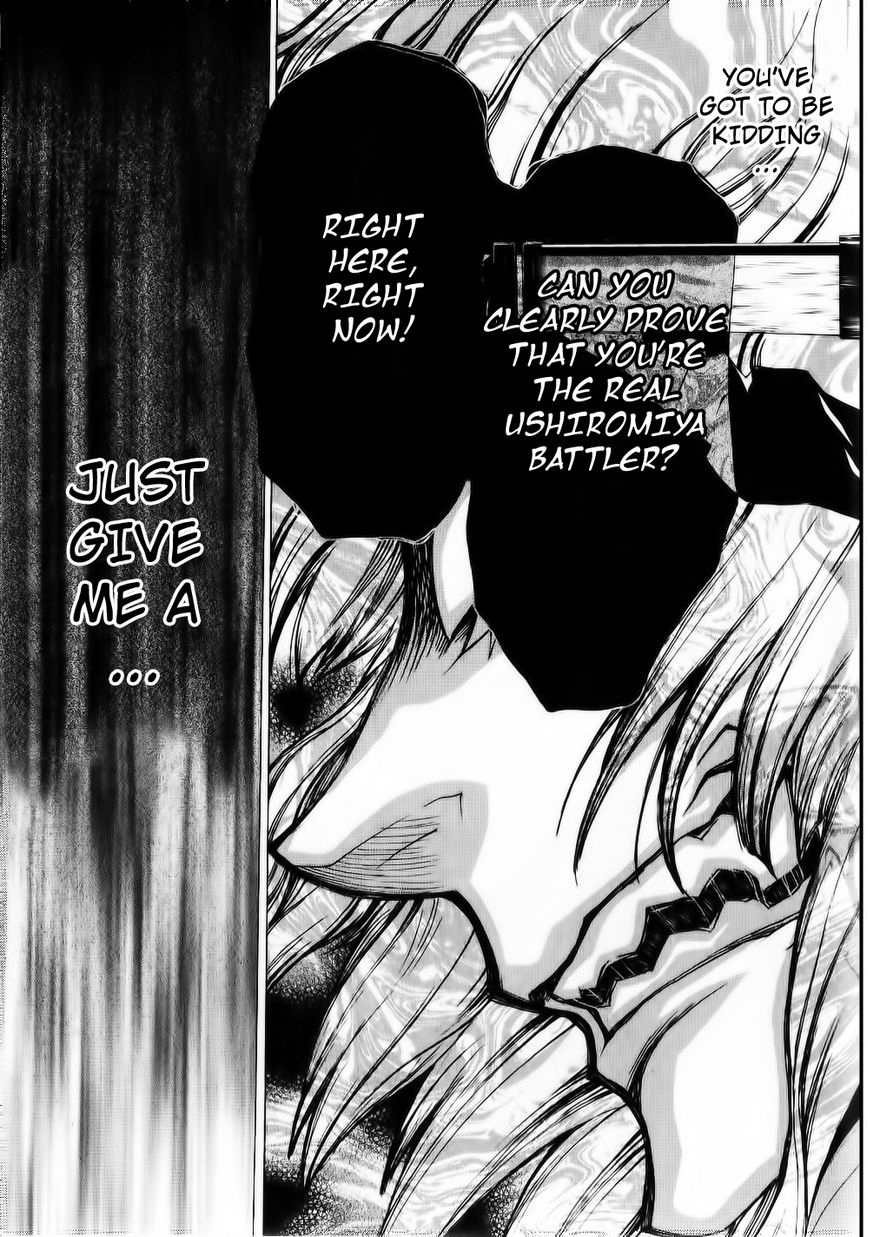 YOU'VE
GOT TO BE
KIDDING
...
CAN YOU
CLEARLY PROVE
THAT YOU'RE
THE REAL
USHIROMIYA
BATTLER?
RIGHT
HERE,
RIGHT
NOW!
JUST
GIVE
ME A
...